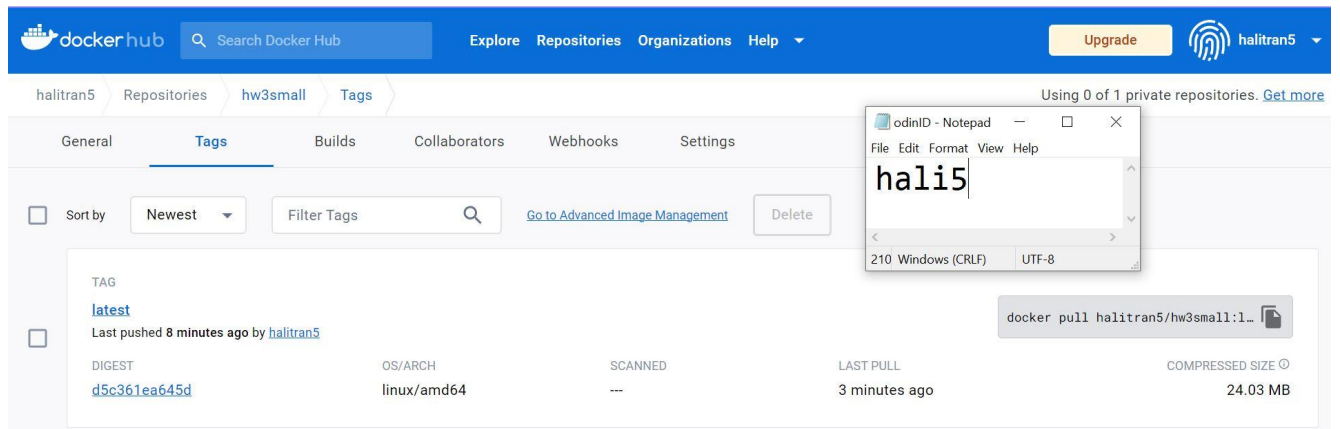 dockerhub Search Docker Hub Explore Repositories Organizations Help Upgrade halitran5
halitran5 Repositories hw3small Tags Using 0 of 1 private repositories. Get more
General Tags Builds Collaborators Webhooks Settings
odinID - Notepad
File Edit Format View Help
hali5
210 Windows (CRLF) UTF-8
Sort by Newest Filter Tags Go to Advanced Image Management Delete
TAG
latest
Last pushed 8 minutes ago by halitran5
docker pull halitran5/hw3small:l…
DIGEST OS/ARCH SCANNED LAST PULL COMPRESSED SIZE
d5c361ea645d linux/amd64 --- 3 minutes ago 24.03 MB